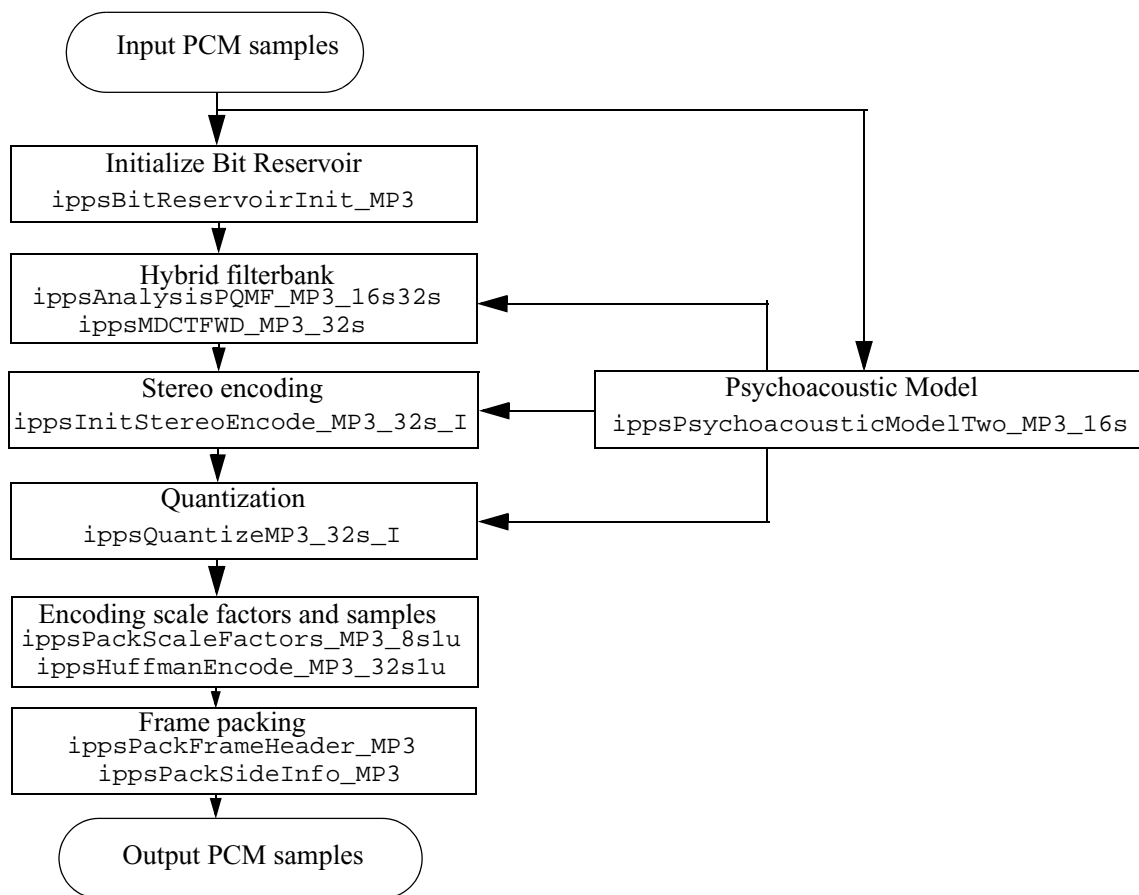 Input PCM samples
Initialize Bit Reservoir
ippsBitReservoirInit_MP3
Hybrid filterbank
ippsAnalysisPQMF_MP3_16s32s
ippsMDCTFWD_MP3_32s
Stereo encoding
ippsInitStereoEncode_MP3_32s_I
Psychoacoustic Model
ippsPsychoacousticModelTwo_MP3_16s
Quantization
ippsQuantizeMP3_32s_I
Encoding scale factors and samples
ippsPackScaleFactors_MP3_8s1u
ippsHuffmanEncode_MP3_32s1u
Frame packing
ippsPackFrameHeader_MP3
ippsPackSideInfo_MP3
Output PCM samples